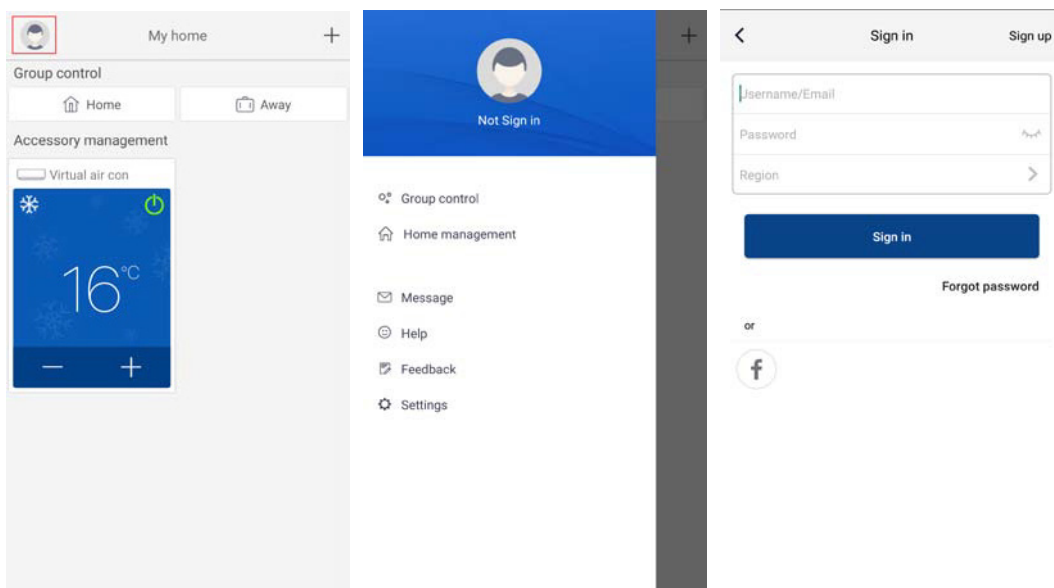 My home
Group control
Home
Away
Accessory management
Virtual air con
16°C
Not Sign in
Group control
Home management
Message
Help
Feedback
Settings
Sign in
Sign up
Username/Email
Password
Region
Sign in
Forgot password
or